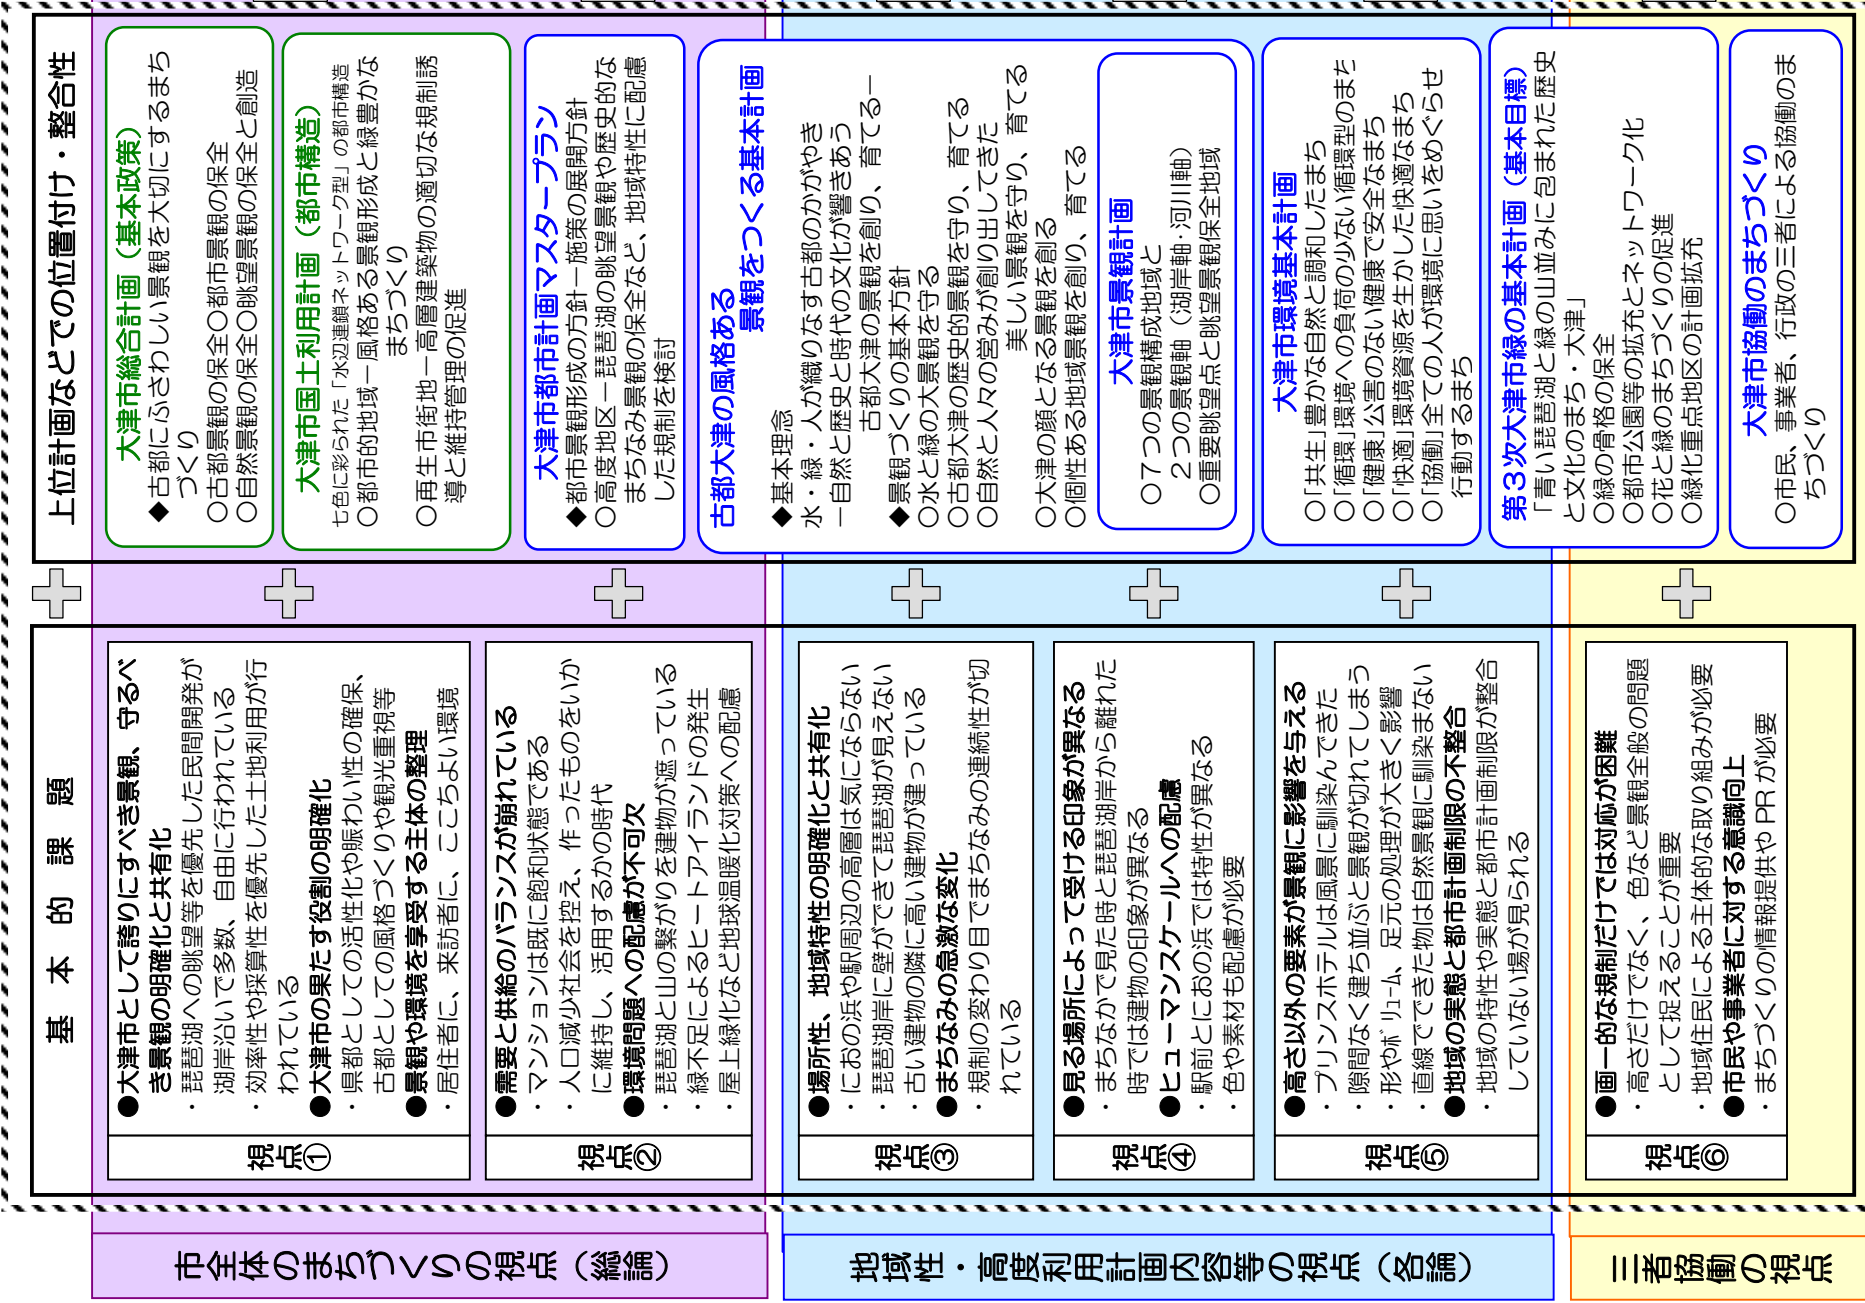 市全体のまちづくりの視点（総論）
地域性・高度利用計画内容等の視点（各論）
三者協働の視点
基本的課題
視点①
●大津市として誇りにすべき景観、守るべ
き景観の明確化と共有化
・琵琶湖への眺望等を優先した民間開発が
湖岸沿いで多数、自由に行われている
・効率性や採算性を優先した土地利用が行
われている
●大津市の果たす役割の明確化
・県都としての活性化や賑わい性の確保、
古都としての風格づくりや観光重視等
●景観や環境を享受する主体の整理
・居住者に、来訪者に、ここちよい環境
視点②
●需要と供給のバランスが崩れている
・マンションは既に飽和状態である
・人口減少社会を控え、作ったものをいか
に維持し、活用するかの時代
●環境問題への配慮が不可欠
・琵琶湖と山の繋がりを建物が遮っている
・緑不足によるヒートアイランドの発生
・屋上緑化など地球温暖化対策への配慮
視点③
●場所性、地域特性の明確化と共有化
・におの浜や駅周辺の高層は気にならない
・琵琶湖岸に壁ができて琵琶湖が見えない
・古い建物の隣に高い建物が建っている
●まちなみの急激な変化
・規制の変わり目でまちなみの連続性が切
れている
視点④
●見る場所によって受ける印象が異なる
・まちなかで見た時と琵琶湖岸から離れた
時では建物の印象が異なる
●ヒューマンスケールへの配慮
・駅前とにおの浜では特性が異なる
・色や素材も配慮が必要
視点⑤
●高さ以外の要素が景観に影響を与える
・プリンスホテルは風景に馴染んできた
・隙間なく建ち並ぶと景観が切れてしまう
・形やﾎﾞﾘｭｰﾑ、足元の処理が大きく影響
・直線でできた物は自然景観に馴染まない
●地域の実態と都市計画制限の不整合
・地域の特性や実態と都市計画制限が整合
していない場が見られる
視点⑥
●画一的な規制だけでは対応が困難
・高さだけでなく、色など景観全般の問題
として捉えることが重要
・地域住民による主体的な取り組みが必要
●市民や事業者に対する意識向上
・まちづくりの情報提供やPRが必要
上位計画などでの位置付け・整合性
大津市総合計画（基本政策）
◆古都にふさわしい景観を大切にするまち
づくり
○古都景観の保全○都市景観の保全
○自然景観の保全○眺望景観の保全と創造
大津市国土利用計画（都市構造）
七色に彩られた「水辺連鎖ネットワーク型」の都市構造
○都市的地域－風格ある景観形成と緑豊かな
まちづくり
○再生市街地－高層建築物の適切な規制誘
導と維持管理の促進
大津市都市計画マスタープラン
◆都市景観形成の方針－施策の展開方針
○高度地区－琵琶湖の眺望景観や歴史的な
まちなみ景観の保全など、地域特性に配慮
した規制を検討
古都大津の風格ある
景観をつくる基本計画
◆基本理念
水・緑・人が織りなす古都のかがやき
－自然と歴史と時代の文化が響きあう
古都大津の景観を創り、育てる－
◆景観づくりの基本方針
○水と緑の大景観を守る
○古都大津の歴史的景観を守り、育てる
○自然と人々の営みが創り出してきた
美しい景観を守り、育てる
○大津の顔となる景観を創る
○個性ある地域景観を創り、育てる
大津市景観計画
○７つの景観構成地域と
２つの景観軸（湖岸軸･河川軸）
○重要眺望点と眺望景観保全地域
大津市環境基本計画
○｢共生｣豊かな自然と調和したまち
○｢循環｣環境への負荷の少ない循環型のまち
○｢健康｣公害のない健康で安全なまち
○｢快適｣環境資源を生かした快適なまち
○｢協働｣全ての人が環境に思いをめぐらせ
行動するまち
第３次大津市緑の基本計画（基本目標）
「青い琵琶湖と緑の山並みに包まれた歴史
と文化のまち・大津」
○緑の骨格の保全
○都市公園等の拡充とネットワーク化
○花と緑のまちづくりの促進
○緑化重点地区の計画拡充
大津市協働のまちづくり
○市民、事業者、行政の三者による協働のま
ちづくり